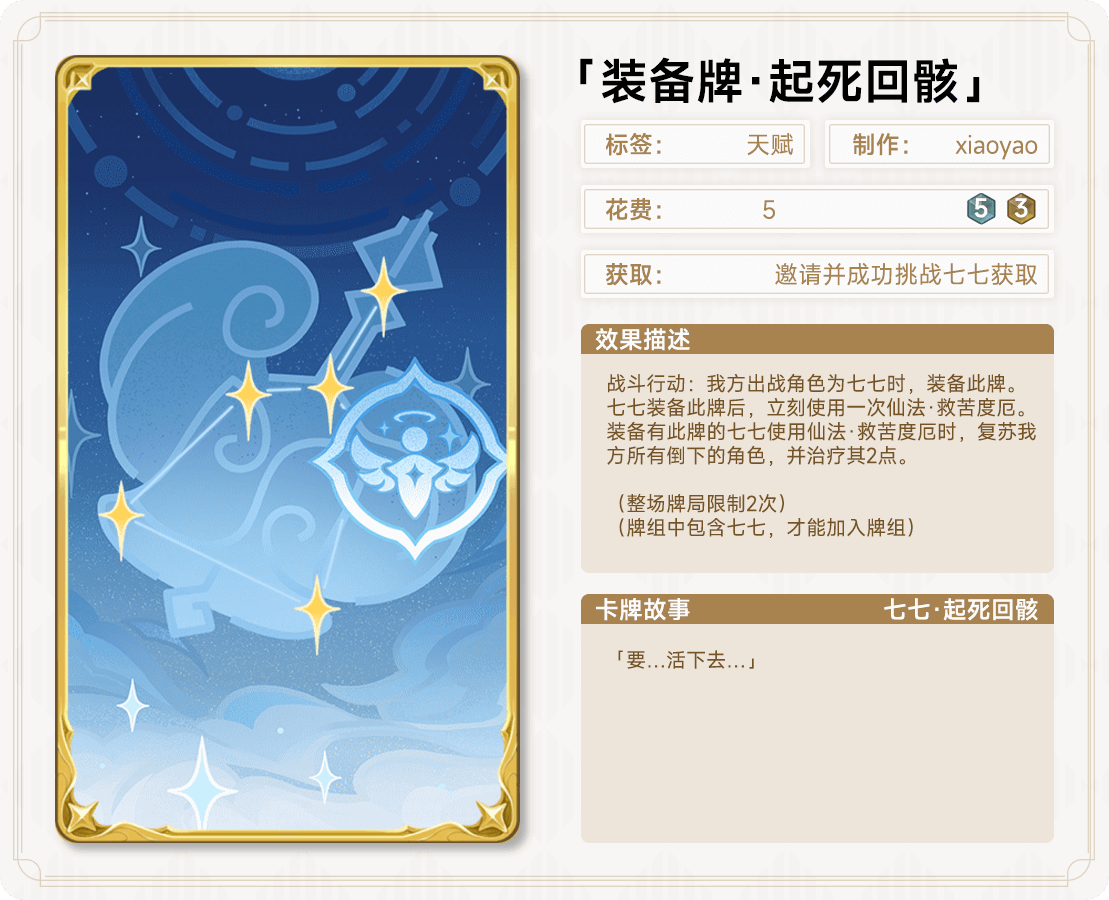 「装备牌·起死回骸」
标签： 天赋 制作： xiaoyao
花费： 5 5 3
获取： 邀请并成功挑战七七获取
效果描述
战斗行动：我方出战角色为七七时，装备此牌。
七七装备此牌后，立刻使用一次仙法·救苦度厄。
装备有此牌的七七使用仙法·救苦度厄时，复苏我
方所有倒下的角色，并治疗其2点。
（整场牌局限制2次）
（牌组中包含七七，才能加入牌组）
卡牌故事 七七·起死回骸
「要...活下去...」